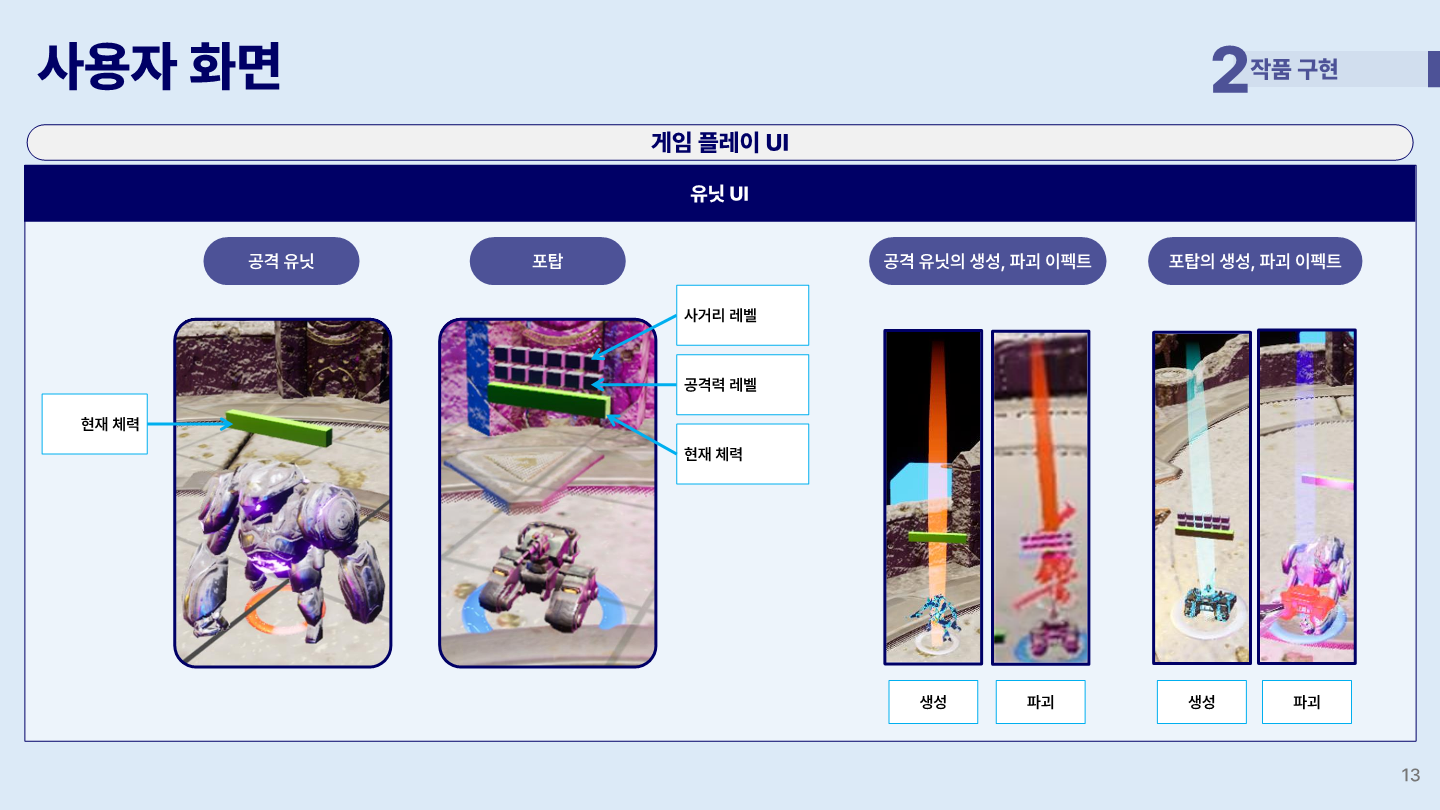 사용자 화면
2 작품 구현
게임 플레이 UI
유닛 UI
공격 유닛
포탑
공격 유닛의 생성, 파괴 이펙트
포탑의 생성, 파괴 이펙트
사거리 레벨
공격력 레벨
현재 체력
현재 체력
생성
파괴
생성
파괴
13